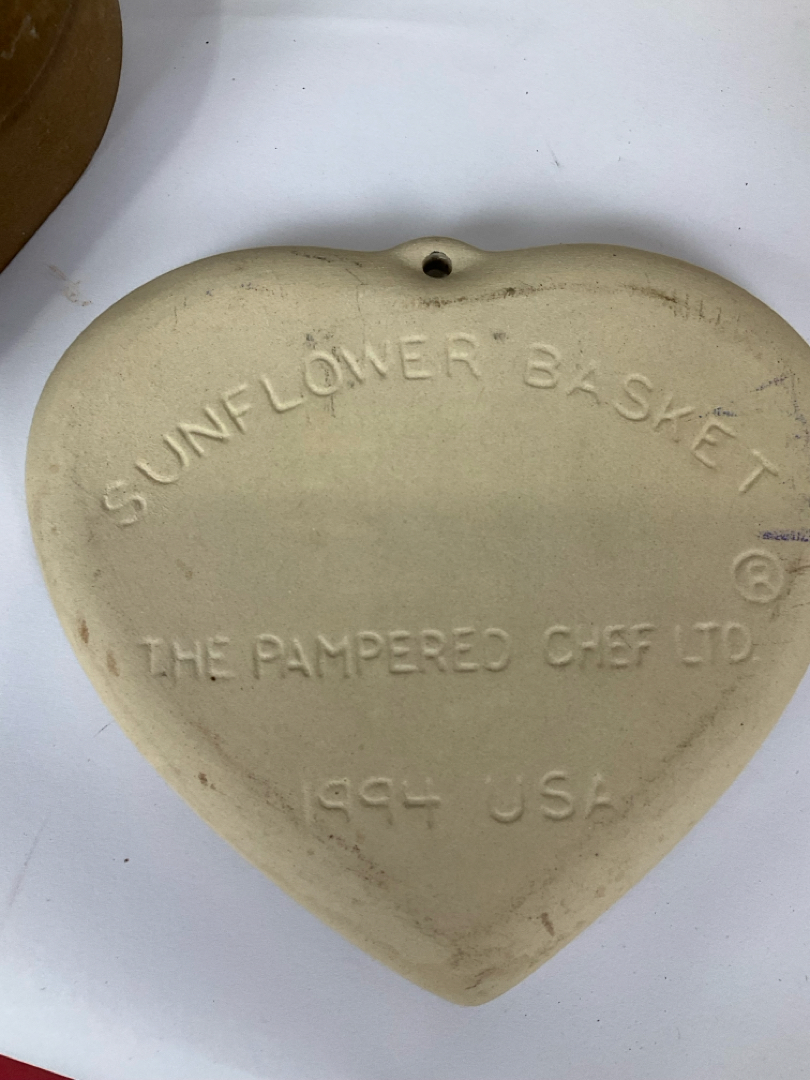 SUNFLOWER BASKET
®
THE PAMPERED CHEF LTD.
1994 USA